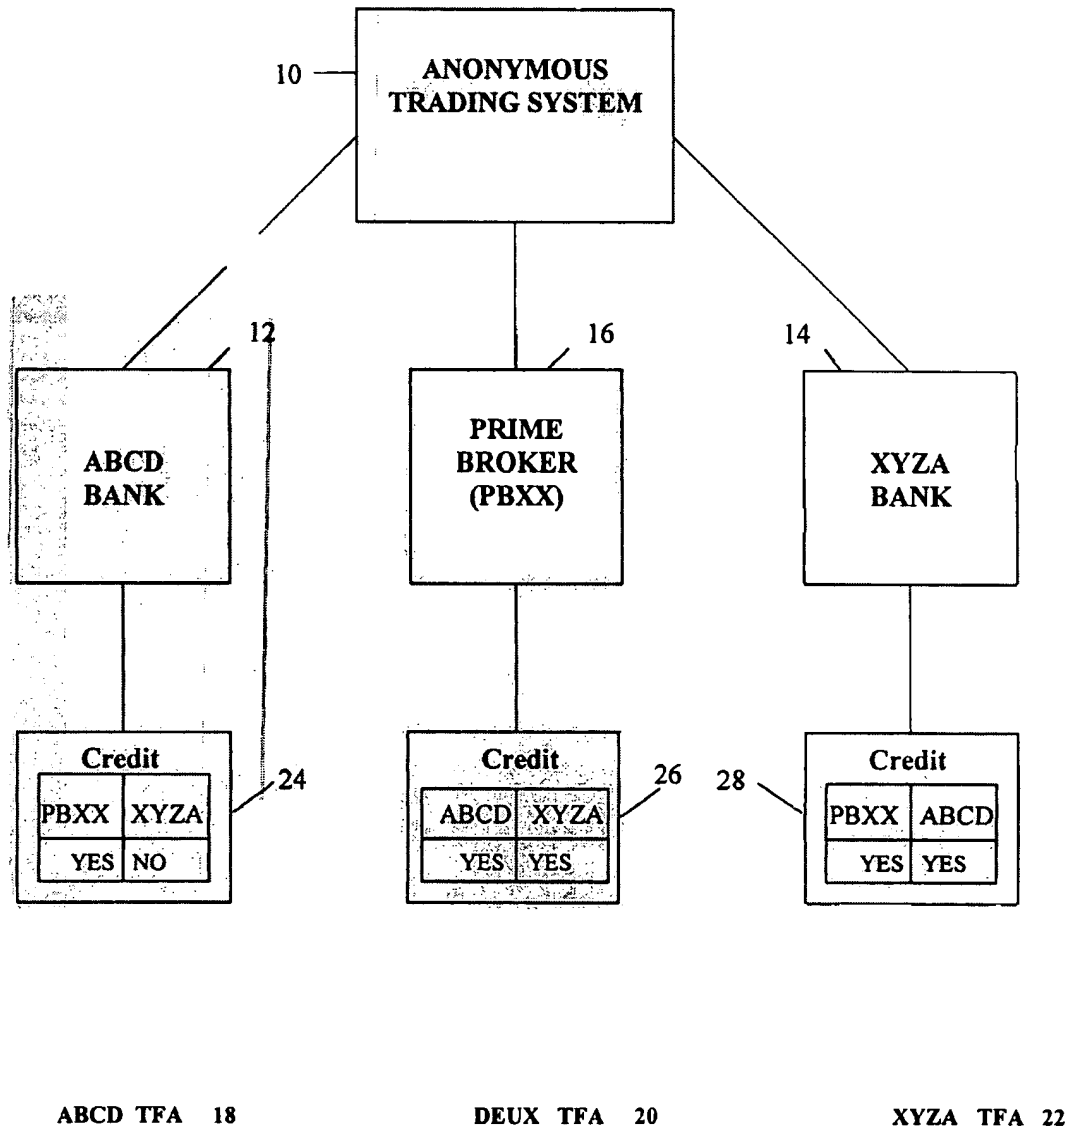 10
ANONYMOUS
TRADING SYSTEM
12
16
14
ABCD
BANK
PRIME
BROKER
(PBXX)
XYZA
BANK
Credit
PBXX XYZA
YES NO
24
Credit
ABCD XYZA
YES YES
26
28
Credit
PBXX ABCD
YES YES
ABCD TFA 18
DEUX TFA 20
XYZA TFA 22